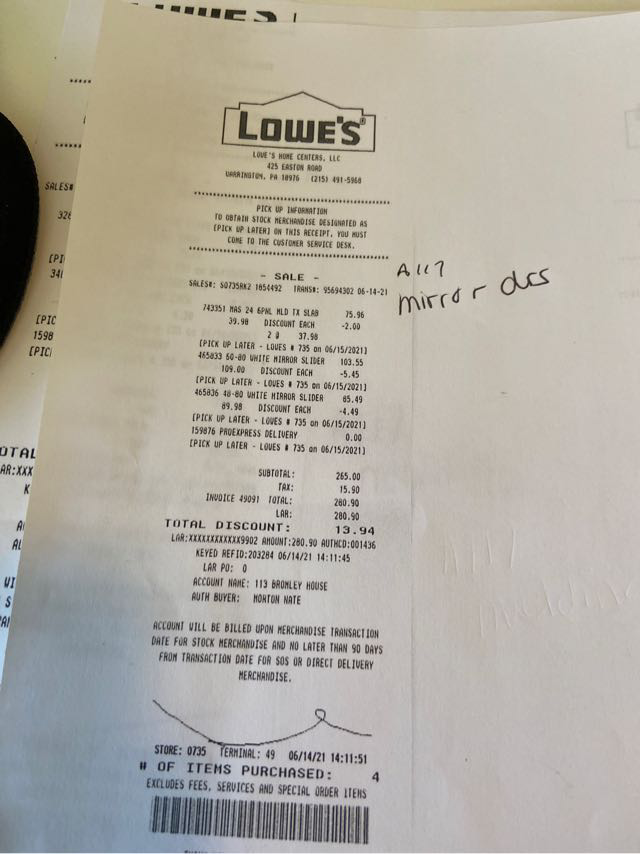 LOWE'S
LOWE'S HOME CENTERS, LLC
425 EASTON ROAD
WARRINGTON, PA 18976 (215) 491-5960
PICK UP INFORMATION
TO OBTAIN STOCK MERCHANDISE DESIGNATED AS
[PICK UP LATER] ON THIS RECEIPT, YOU MUST
COME TO THE CUSTOMER SERVICE DESK.
- SALE -
SALES#: S0735RK2 1854492 TRANS#: 95694302 06-14-21
A117
mirror drs
743351 MAS 24 6PNL MLD TX SLAB 75.96
39.98 DISCOUNT EACH -2.00
2 @ 37.98
[PICK UP LATER - LOWES # 735 on 06/15/2021]
465833 60-80 WHITE MIRROR SLIDER 103.55
109.00 DISCOUNT EACH -5.45
[PICK UP LATER - LOWES # 735 on 06/15/2021]
465836 48-80 WHITE MIRROR SLIDER 85.49
89.98 DISCOUNT EACH -4.49
[PICK UP LATER - LOWES # 735 on 06/15/2021]
159876 PROEXPRESS DELIVERY 0.00
[PICK UP LATER - LOWES # 735 on 06/15/2021]
SUBTOTAL: 265.00
TAX: 15.90
INVOICE 49091 TOTAL: 280.90
LAR: 280.90
TOTAL DISCOUNT: 13.94
LAR:XXXXXXXXXXXX9902 AMOUNT:280.90 AUTHCD:001436
KEYED REFID:203284 06/14/21 14:11:45
LAR PO: 0
ACCOUNT NAME: 113 BROMLEY HOUSE
AUTH BUYER: MORTON NATE
ACCOUNT WILL BE BILLED UPON MERCHANDISE TRANSACTION
DATE FOR STOCK MERCHANDISE AND NO LATER THAN 90 DAYS
FROM TRANSACTION DATE FOR SOS OR DIRECT DELIVERY
MERCHANDISE.
STORE: 0735 TERMINAL: 49 06/14/21 14:11:51
# OF ITEMS PURCHASED: 4
EXCLUDES FEES, SERVICES AND SPECIAL ORDER ITEMS